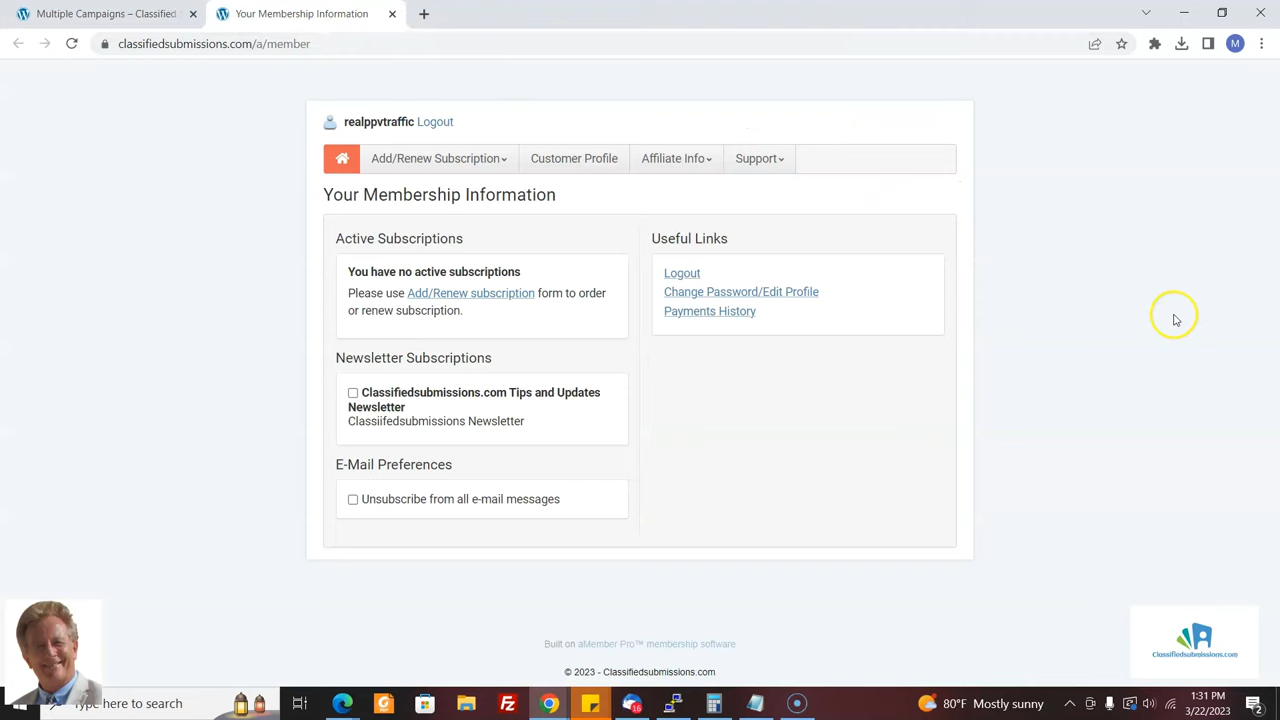 Multiple Campaigns – Classified
Your Membership Information
classifiedsubmissions.com/a/member
M
realppvtraffic Logout
Add/Renew Subscription
Customer Profile
Affiliate Info
Support
Your Membership Information
Active Subscriptions
You have no active subscriptions
Please use Add/Renew subscription form to order
or renew subscription.
Useful Links
Logout
Change Password/Edit Profile
Payments History
Newsletter Subscriptions
Classifiedsubmissions.com Tips and Updates
Newsletter
Classiifedsubmissions Newsletter
E-Mail Preferences
Unsubscribe from all e-mail messages
Built on aMember Pro™ membership software
© 2023 - Classifiedsubmissions.com
Classifiedsubmissions.com
ype here to search
16
80°F Mostly sunny
1:31 PM
3/22/2023
2